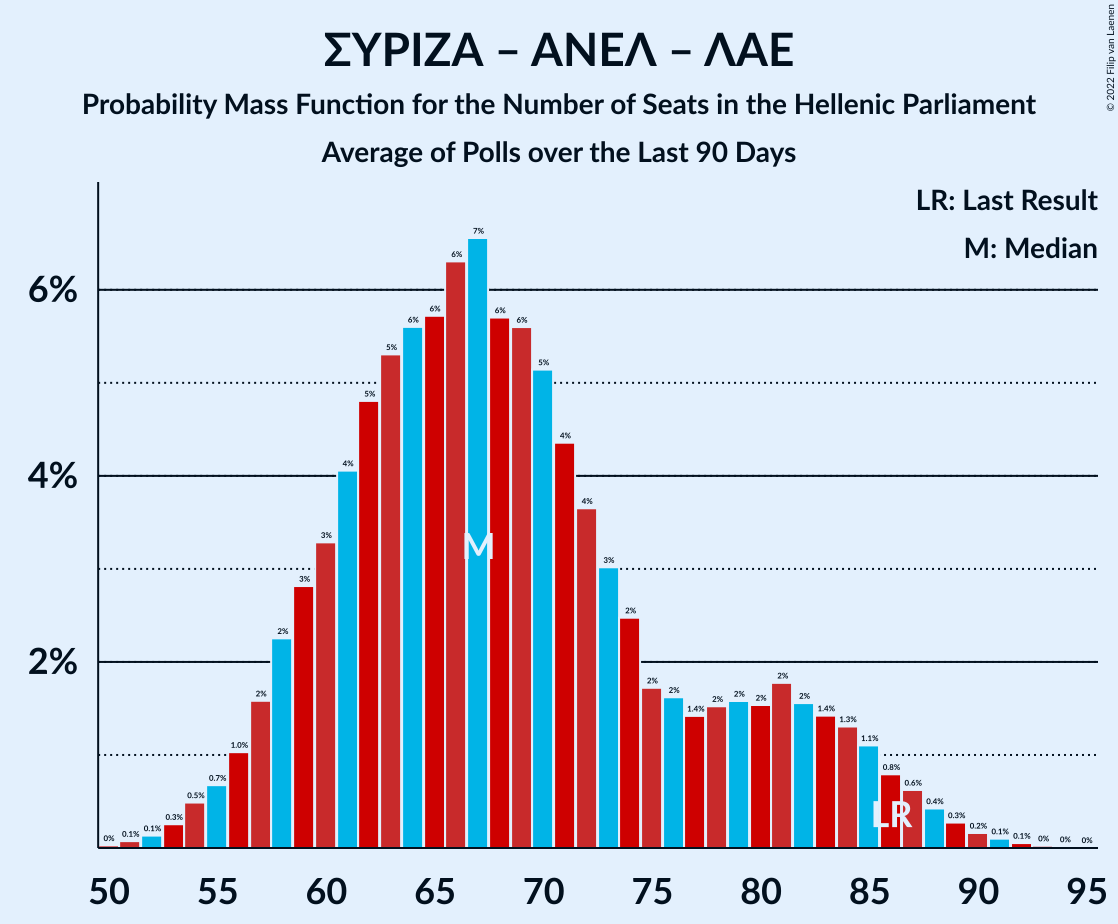 ΣΥΡΙΖΑ – ΑΝΕΛ – ΛΑΕ
Probability Mass Function for the Number of Seats in the Hellenic Parliament
Average of Polls over the Last 90 Days
© 2022 Filip van Laenen
LR: Last Result
M: Median
6%
4%
2%
0% 0.1% 0.1% 0.3% 0.5% 0.7% 1.0% 2% 2% 3% 3% 4% 5% 5% 6% 6% 6% 7% 6% 6% 5% 4% 4% 3% 2% 2% 2% 1.4% 2% 2% 2% 2% 2% 1.4% 1.3% 1.1% 0.8% 0.6% 0.4% 0.3% 0.2% 0.1% 0.1% 0% 0% 0%
M
LR
50 55 60 65 70 75 80 85 90 95